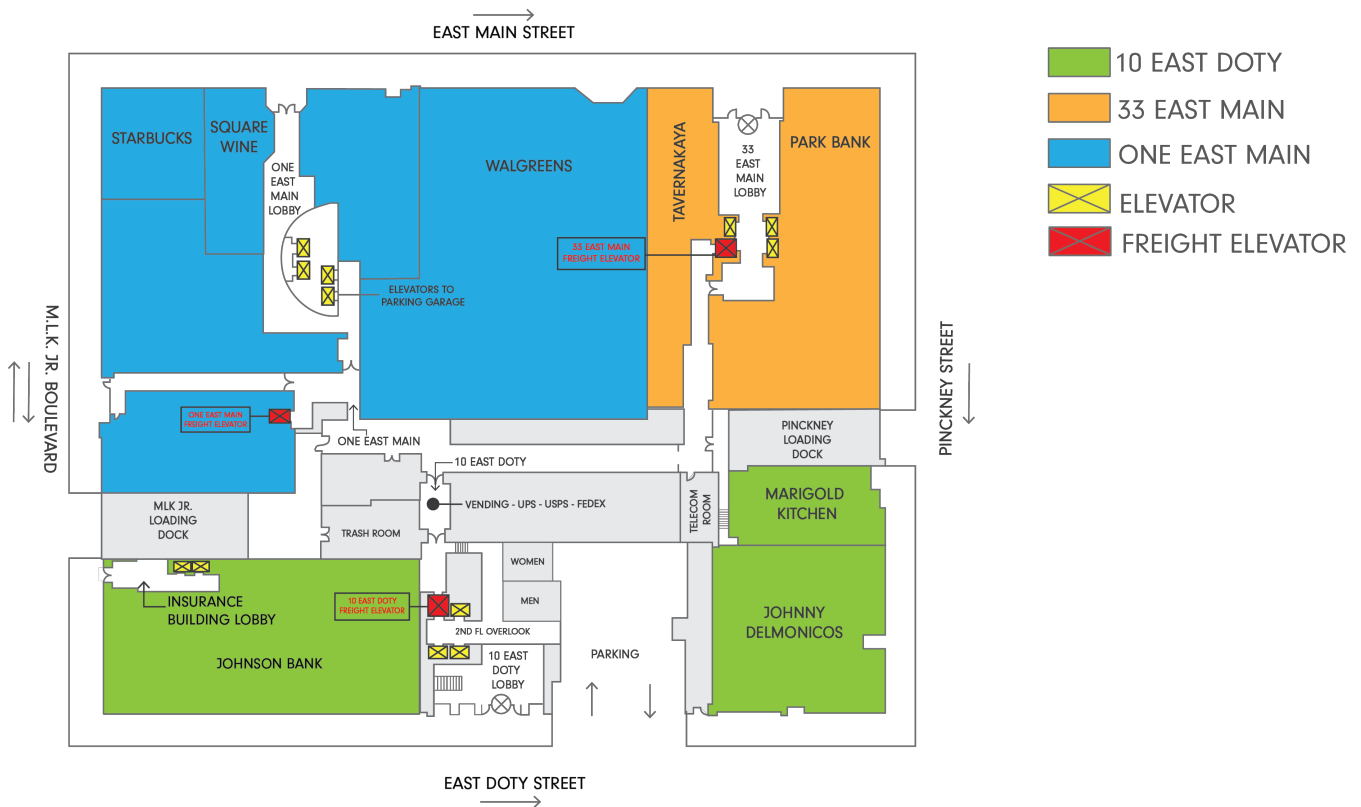 EAST MAIN STREET
10 EAST DOTY
33 EAST MAIN
ONE EAST MAIN
ELEVATOR
FREIGHT ELEVATOR
STARBUCKS
SQUARE
WINE
ONE
EAST
MAIN
LOBBY
WALGREENS
TAVERNAKAYA
33
EAST
MAIN
LOBBY
PARK BANK
33 EAST MAIN
FREIGHT ELEVATOR
ELEVATORS TO
PARKING GARAGE
M.L.K. JR. BOULEVARD
PINCKNEY STREET
ONE EAST MAIN
FREIGHT ELEVATOR
ONE EAST MAIN
PINCKNEY
LOADING
DOCK
10 EAST DOTY
VENDING - UPS - USPS - FEDEX
TELECOM
ROOM
MARIGOLD
KITCHEN
MLK JR.
LOADING
DOCK
TRASH ROOM
WOMEN
MEN
INSURANCE
BUILDING LOBBY
10 EAST DOTY
FREIGHT ELEVATOR
2ND FL OVERLOOK
JOHNNY
DELMONICOS
JOHNSON BANK
10 EAST
DOTY
LOBBY
PARKING
EAST DOTY STREET